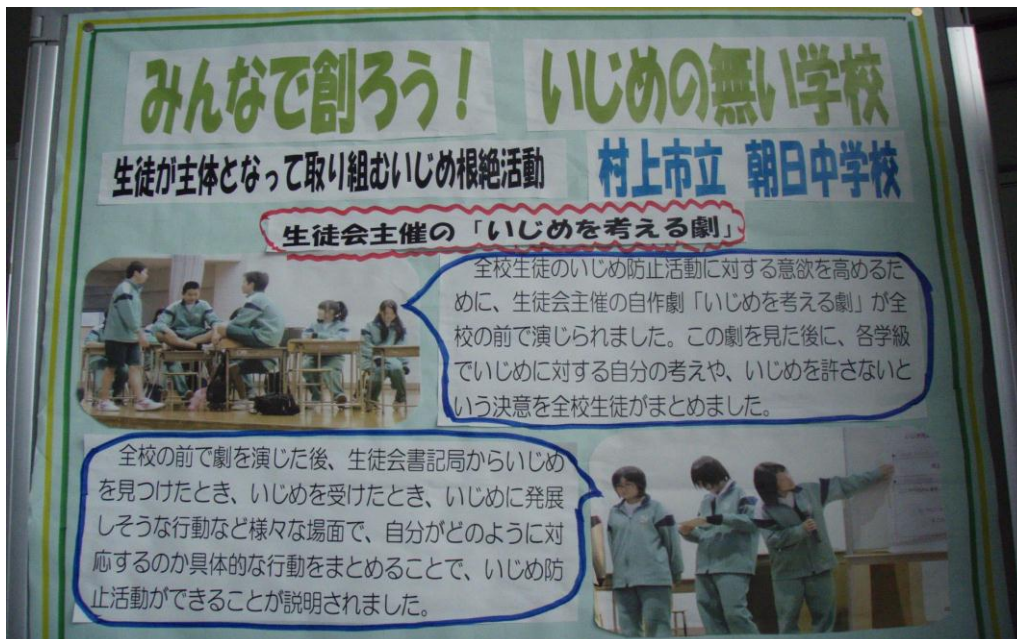 みんなで創ろう！ いじめの無い学校
生徒が主体となって取り組むいじめ根絶活動
村上市立 朝日中学校
生徒会主催の「いじめを考える劇」
全校生徒のいじめ防止活動に対する意欲を高めるた
めに、生徒会主催の自作劇「いじめを考える劇」が全
校の前で演じられました。この劇を見た後に、各学級
でいじめに対する自分の考えや、いじめを許さないと
いう決意を全校生徒がまとめました。
全校の前で劇を演じた後、生徒会書記局からいじめ
を見つけたとき、いじめを受けたとき、いじめに発展
しそうな行動など様々な場面で、自分がどのように対
応するのか具体的な行動をまとめることで、いじめ防
止活動ができることが説明されました。